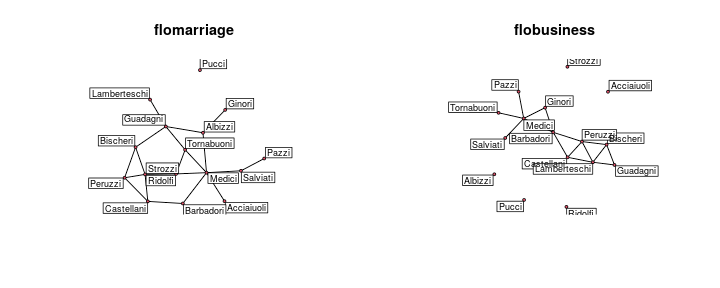 flomarriage
Pucci
Lamberteschi
Ginori
Guadagni
Albizzi
Bischeri
Tornabuoni
Pazzi
Strozzi
Ridolfi
Peruzzi
Medici
Salviati
Castellani
Barbadori
Acciaiuoli
flobusiness
Strozzi
Pazzi
Acciaiuoli
Ginori
Tornabuoni
Medici
Peruzzi
Bischeri
Barbadori
Salviati
Castellani
Lamberteschi
Guadagni
Albizzi
Pucci
Ridolfi